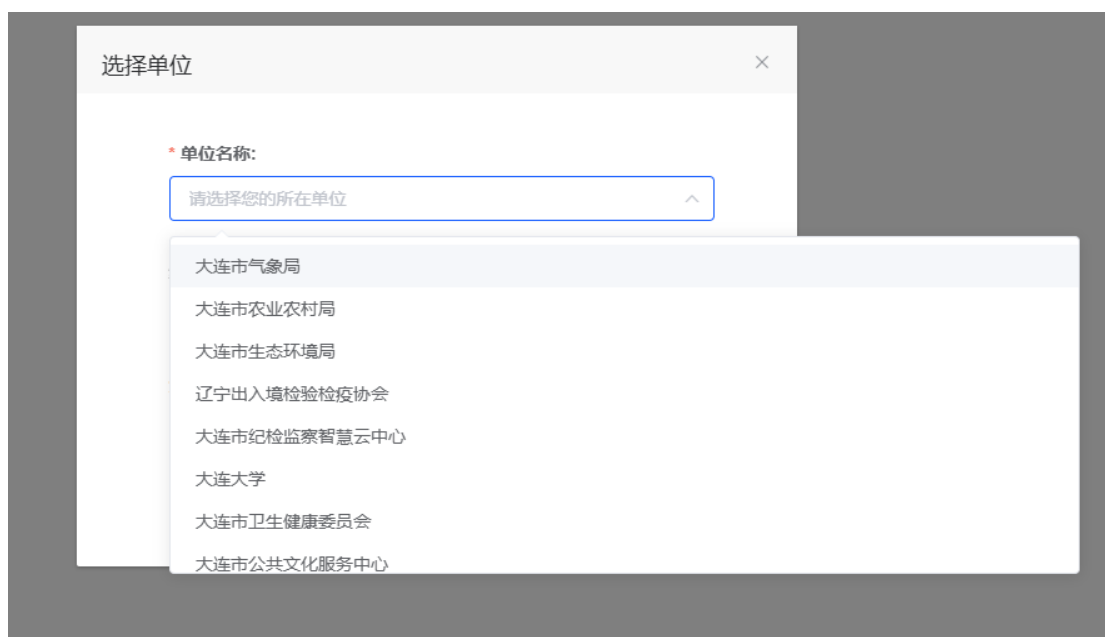 选择单位
* 单位名称:
请选择您的所在单位
大连市气象局
大连市农业农村局
大连市生态环境局
辽宁出入境检验检疫协会
大连市纪检监察智慧云中心
大连大学
大连市卫生健康委员会
大连市公共文化服务中心